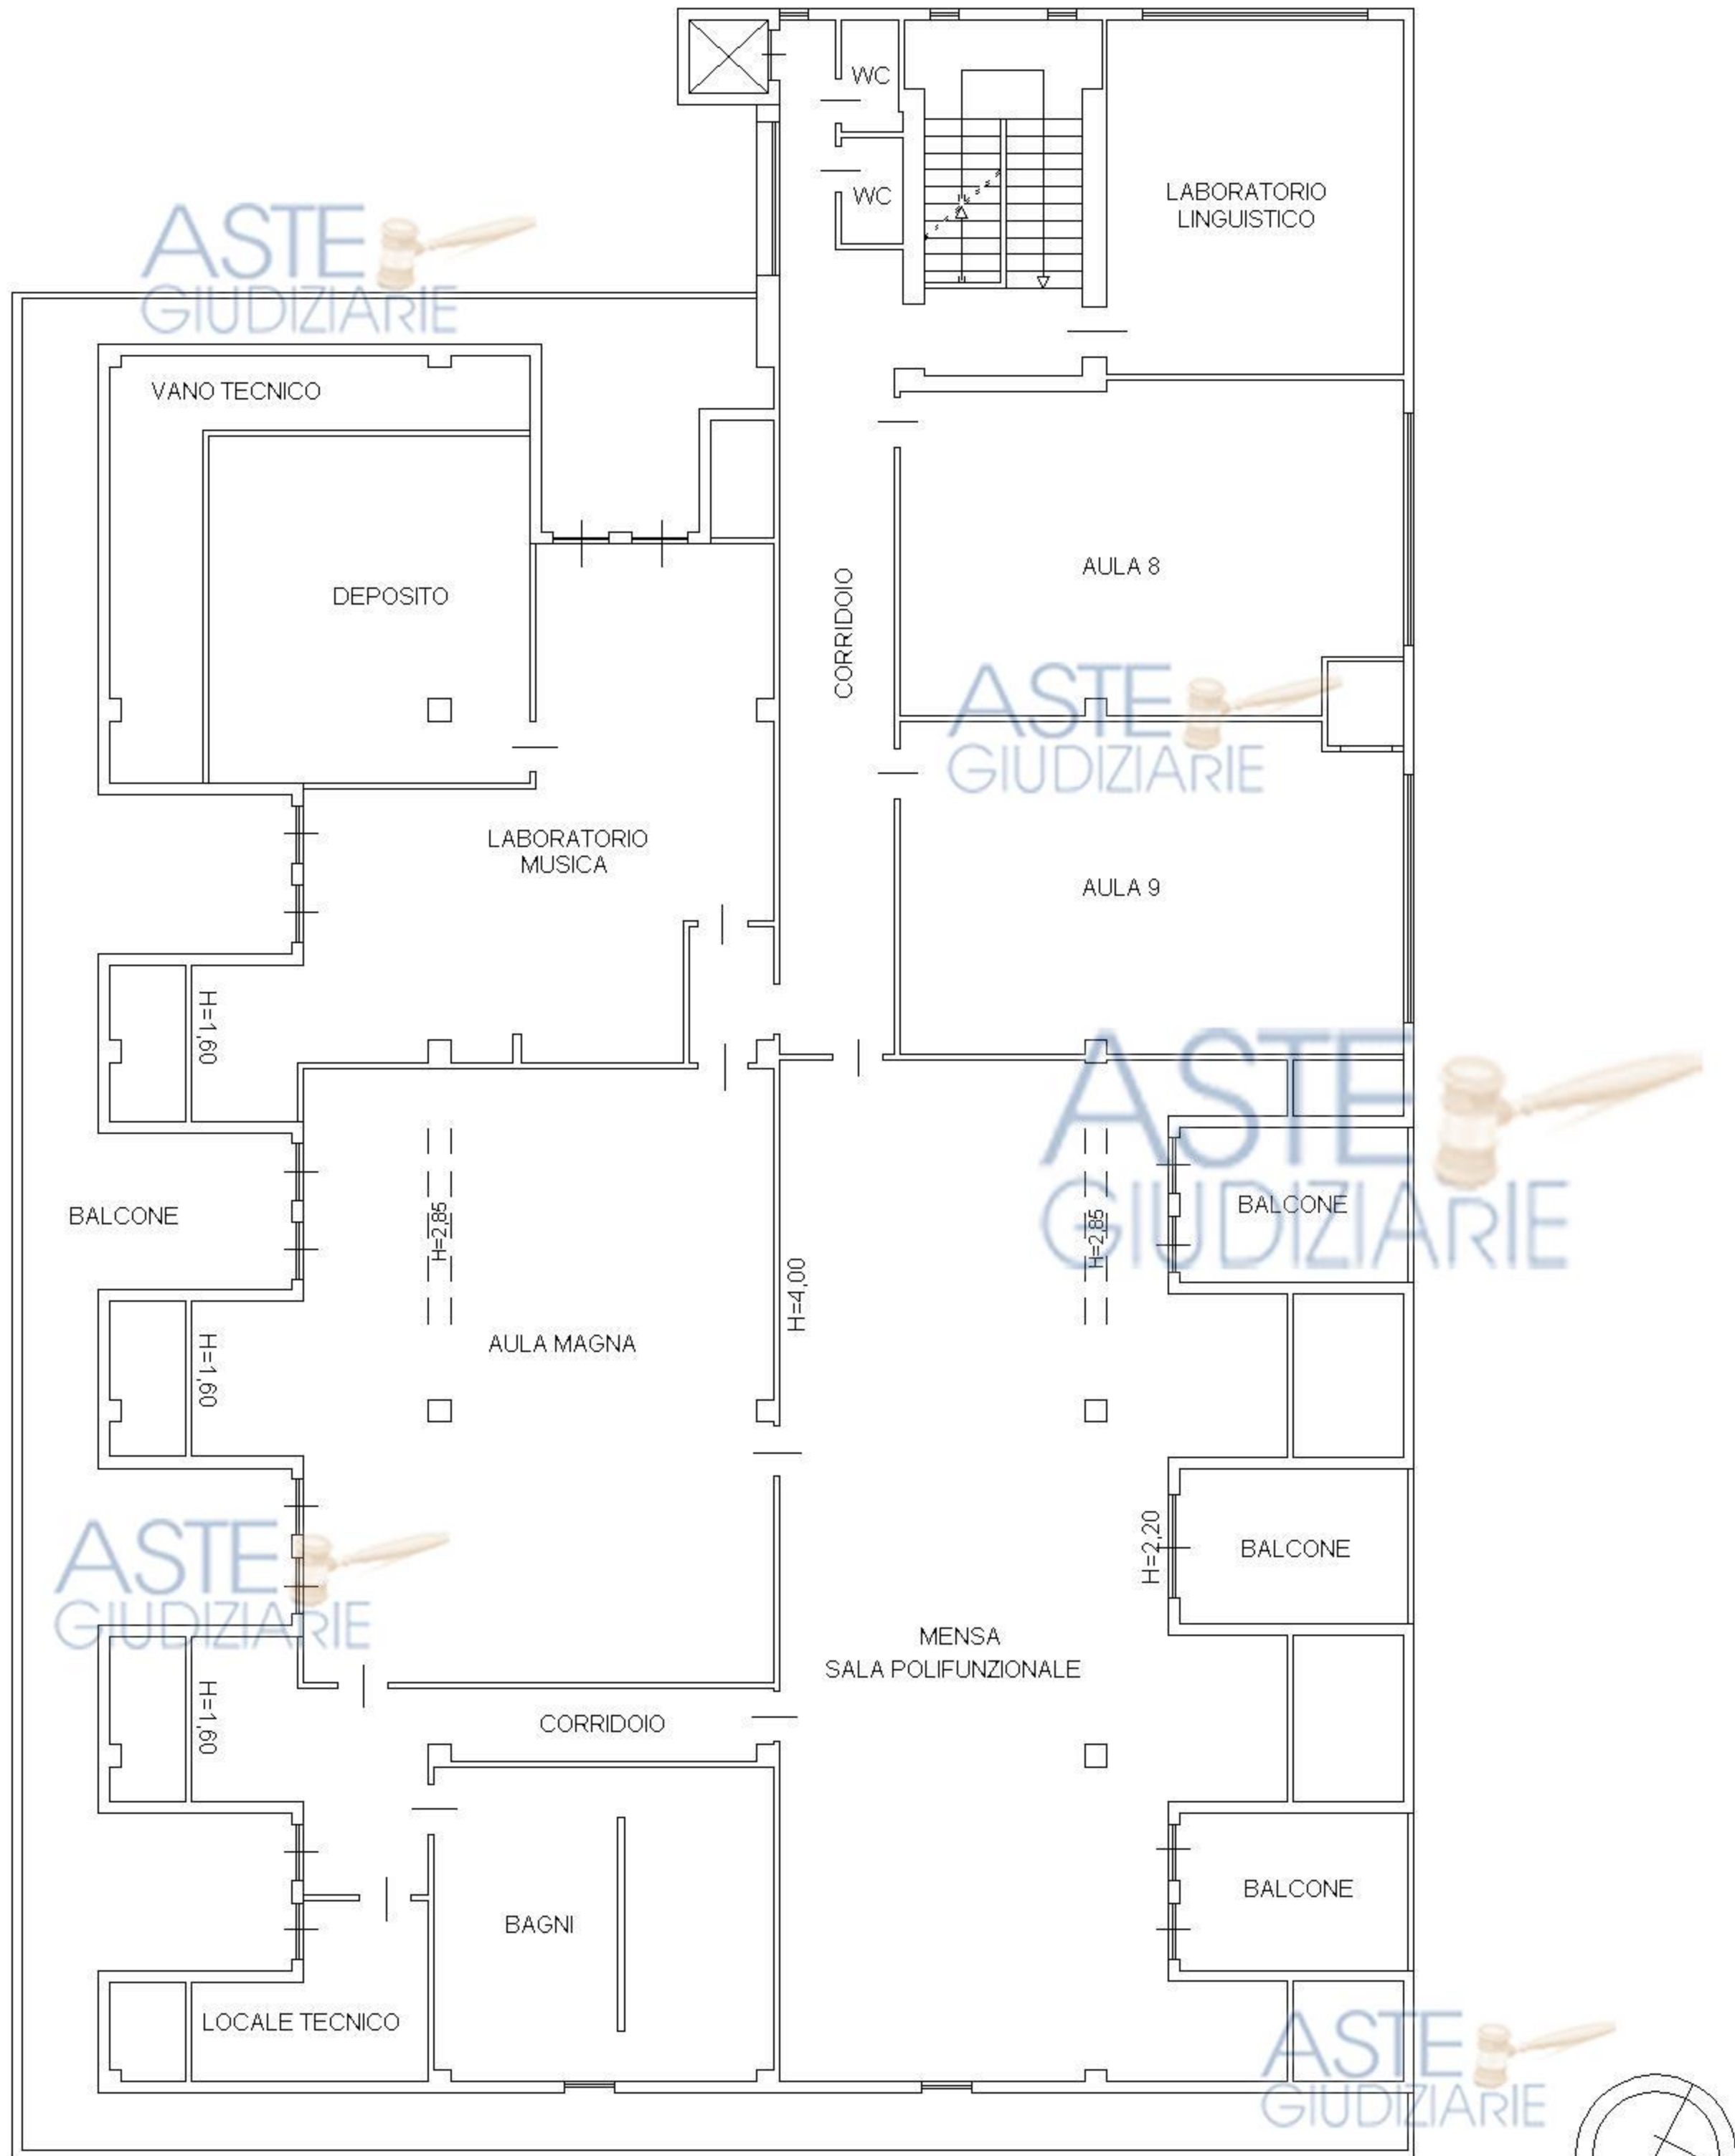 WC
WC
LABORATORIO
LINGUISTICO
ASTE
GIUDIZIARIE
VANO TECNICO
DEPOSITO
CORRIDOIO
AULA 8
ASTE
GIUDIZIARIE
LABORATORIO
MUSICA
AULA 9
H=1,60
ASTE
GIUDIZIARIE
BALCONE
H=2,85
H=4,00
H=2,85
BALCONE
H=1,60
AULA MAGNA
ASTE
GIUDIZIARIE
H=2,20
BALCONE
MENSA
SALA POLIFUNZIONALE
H=1,60
CORRIDOIO
BALCONE
BAGNI
LOCALE TECNICO
ASTE
GIUDIZIARIE